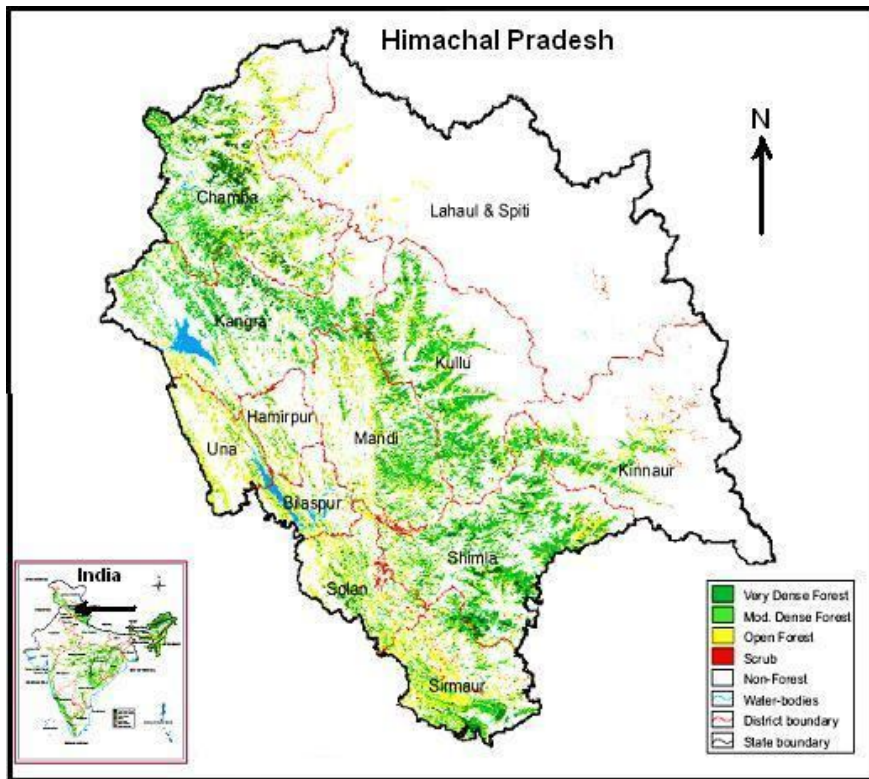 Himachal Pradesh
N
Chamba
Lahaul & Spiti
Kangra
Kullu
Hamirpur
Mandi
Una
Kinnaur
Bilaspur
Shimla
Solan
Sirmaur
India
Very Dense Forest
Mod. Dense Forest
Open Forest
Scrub
Non-Forest
Water-bodies
District boundary
State boundary